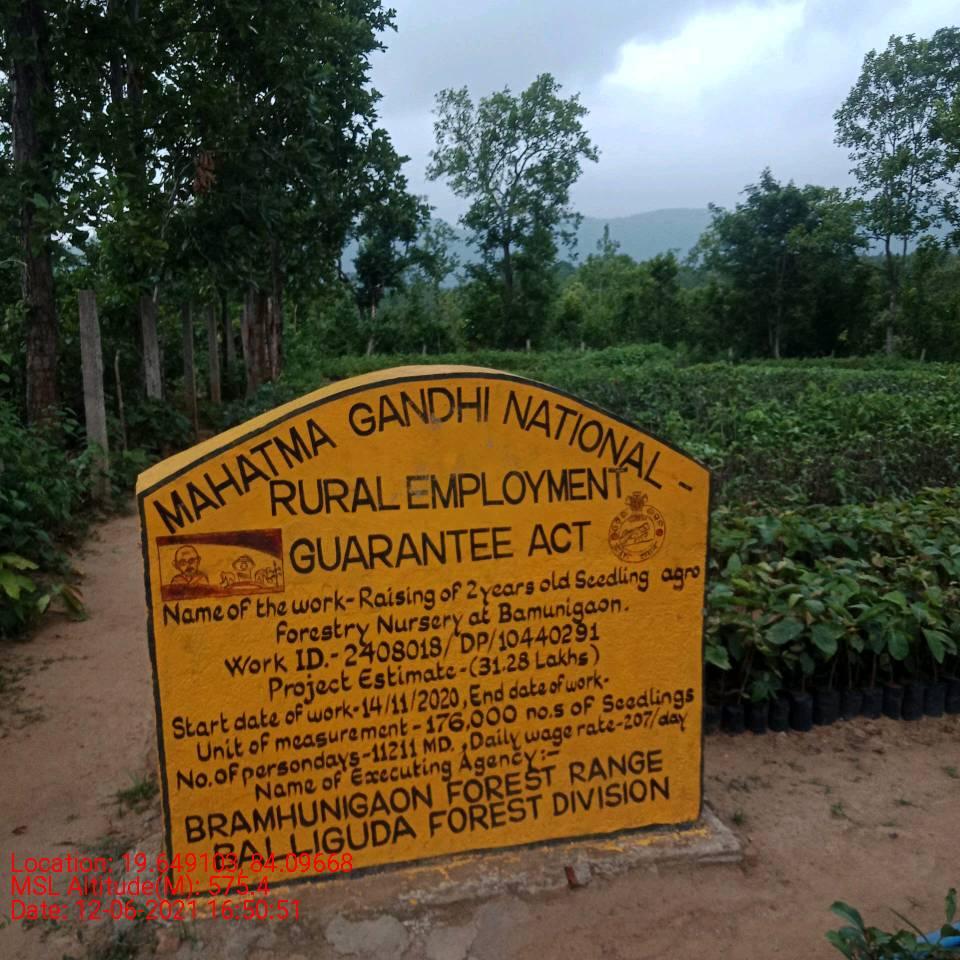 MAHATMA GANDHI NATIONAL -
RURAL EMPLOYMENT
GUARANTEE ACT
Name of the work-Raising of 2years old Seedling agro
forestry Nursery at Bamunigaon.
Work ID.- 2408018/DP/10440291
Project Estimate-(31.28 Lakhs)
Start date of work-14/11/2020, End date of work-
Unit of measurement-176,000 no.s of Seedlings
No. of persondays-11211 MD. , Daily wage rate-207/day
Name of Executing Agency:-
BRAMHUNIGAON FOREST RANGE
BALLIGUDA FOREST DIVISION
Location: 19.649103,84.09668
MSL Altitude(M): 575.4
Date: 12-06-2021 16:50:51